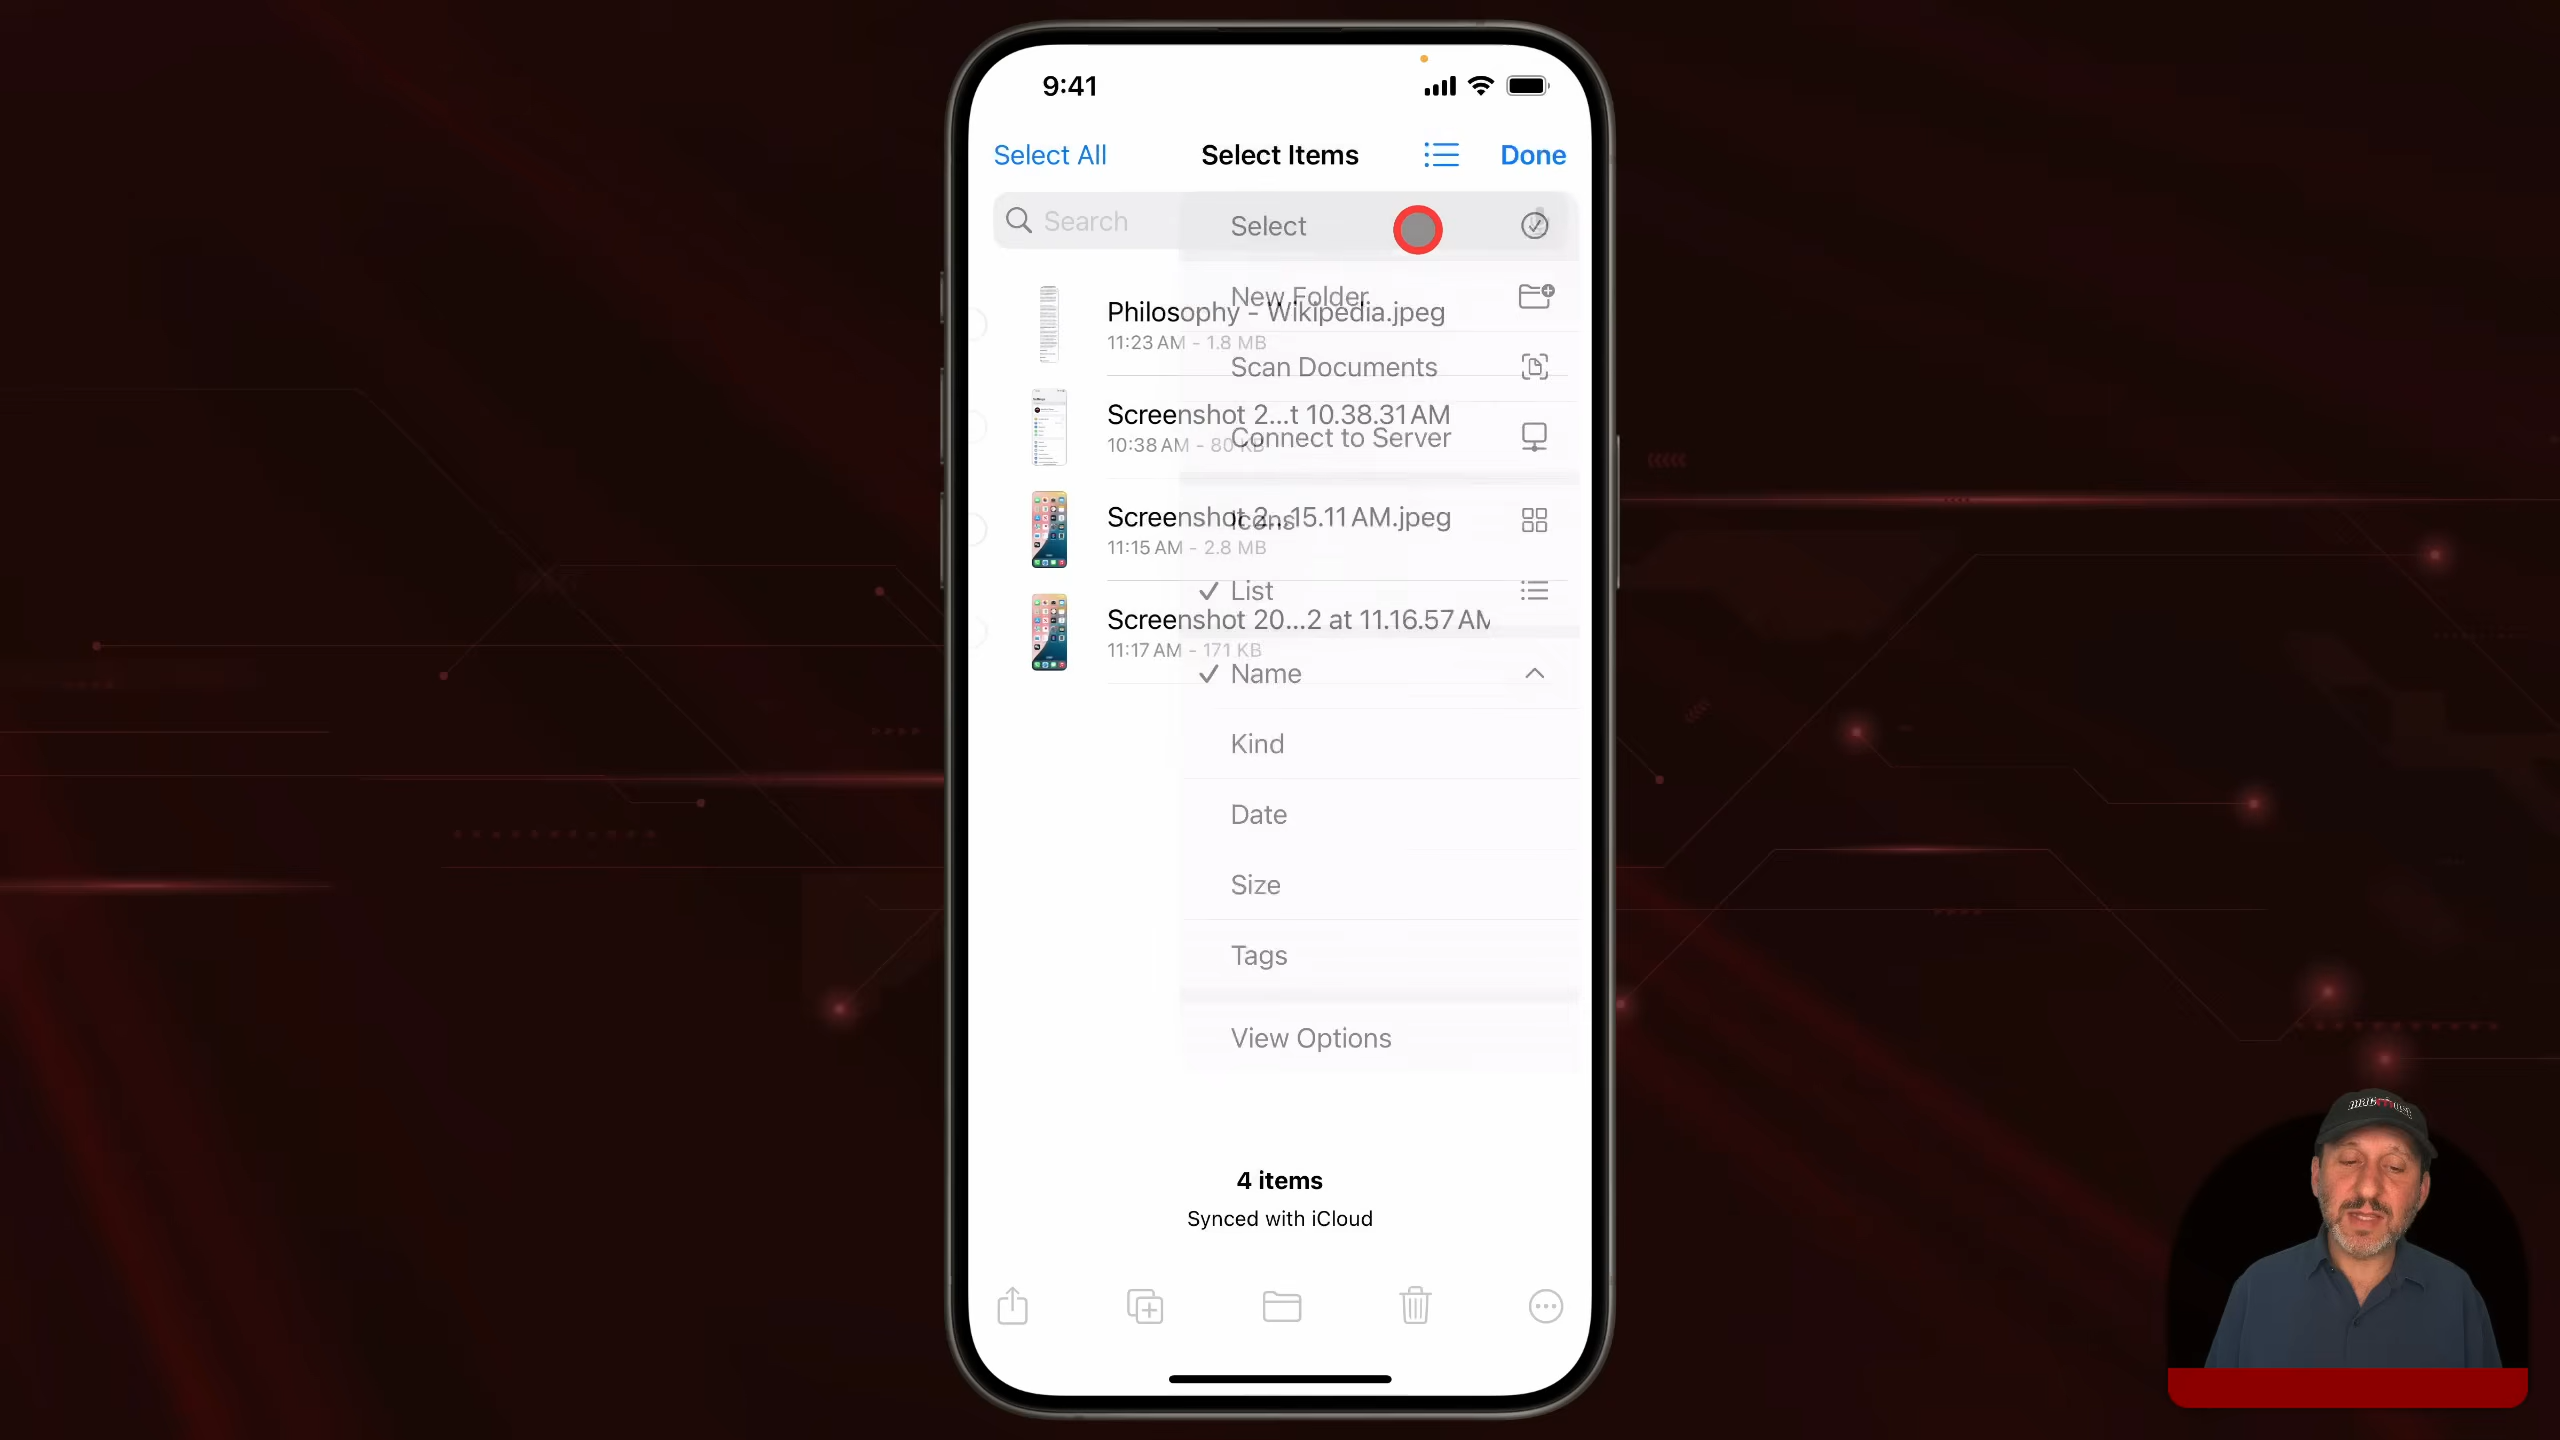 9:41
Select All
Select Items
Done
Search
Select
New Folder
Philosophy - Wikipedia.jpeg
11:23 AM - 1.8 MB
Scan Documents
Screenshot 2...t 10.38.31 AM
10:38 AM - 80 KB
Connect to Server
Screenshot 2...15.11 AM.jpeg
Icons
11:15 AM - 2.8 MB
List
Screenshot 20...2 at 11.16.57 AM
11:17 AM - 171 KB
Name
Kind
Date
Size
Tags
View Options
4 items
Synced with iCloud